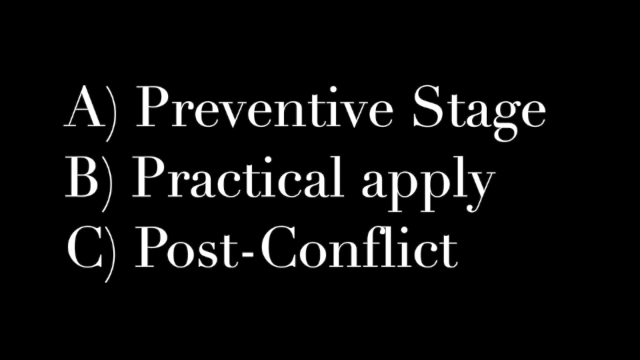 A) Preventive Stage
B) Practical apply
C) Post-Conflict